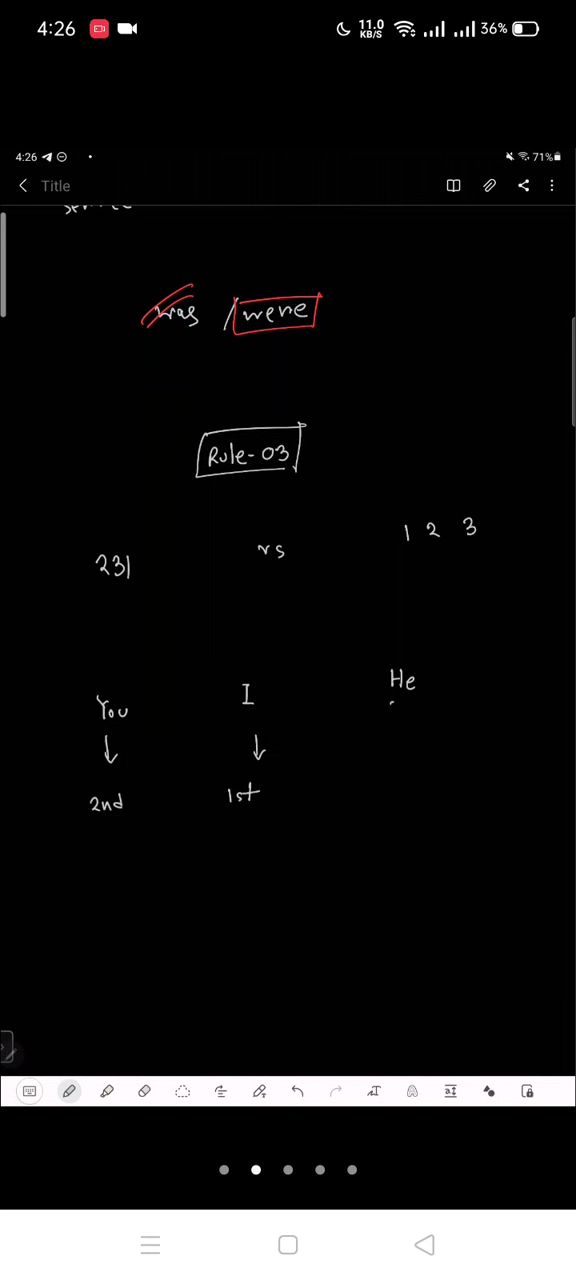 4:26 11.0 KB/S 36%
4:26 71%
Title
was / were
Rule-03
231 vs 1 2 3
You I He
2nd 1st